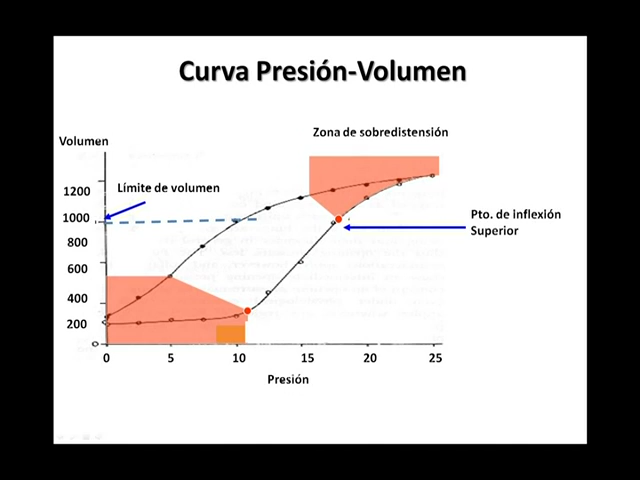 Curva Presión-Volumen
Zona de sobredistensión
Volumen
Límite de volumen
1200
1000
800
600
400
200
0
Pto. de inflexión
Superior
0 5 10 15 20 25
Presión